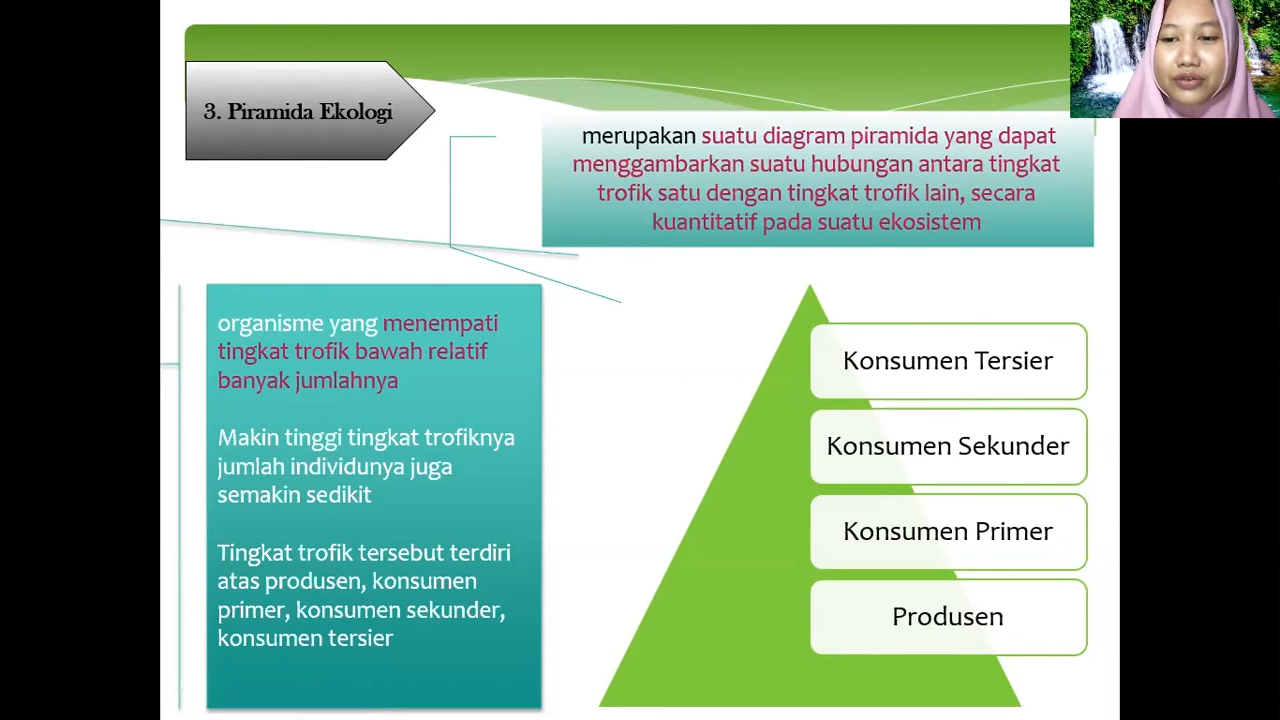 3. Piramida Ekologi
merupakan suatu diagram piramida yang dapat
menggambarkan suatu hubungan antara tingkat
trofik satu dengan tingkat trofik lain, secara
kuantitatif pada suatu ekosistem
organisme yang menempati
tingkat trofik bawah relatif
banyak jumlahnya
Makin tinggi tingkat trofiknya
jumlah individunya juga
semakin sedikit
Tingkat trofik tersebut terdiri
atas produsen, konsumen
primer, konsumen sekunder,
konsumen tersier
Konsumen Tersier
Konsumen Sekunder
Konsumen Primer
Produsen